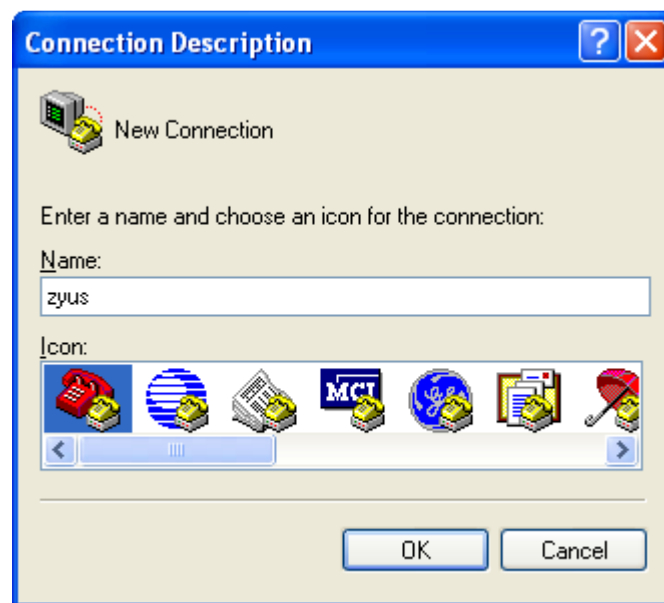 Connection Description
New Connection
Enter a name and choose an icon for the connection:
Name:
zyus
Icon:
MCI
OK Cancel